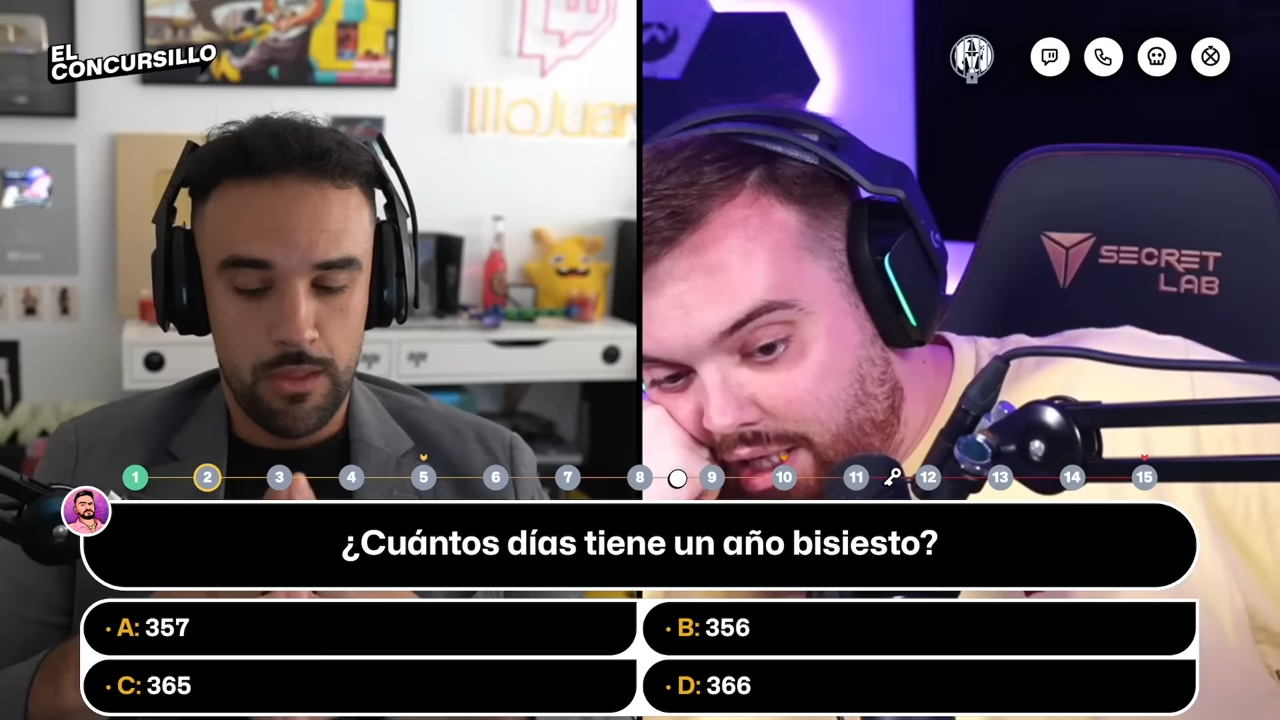 EL
CONCURSILLO
IlloJuan
SECRET
LAB
1 2 3 4 5 6 7 8 9 10 11 12 13 14 15
¿Cuántos días tiene un año bisiesto?
· A: 357
· B: 356
· C: 365
· D: 366